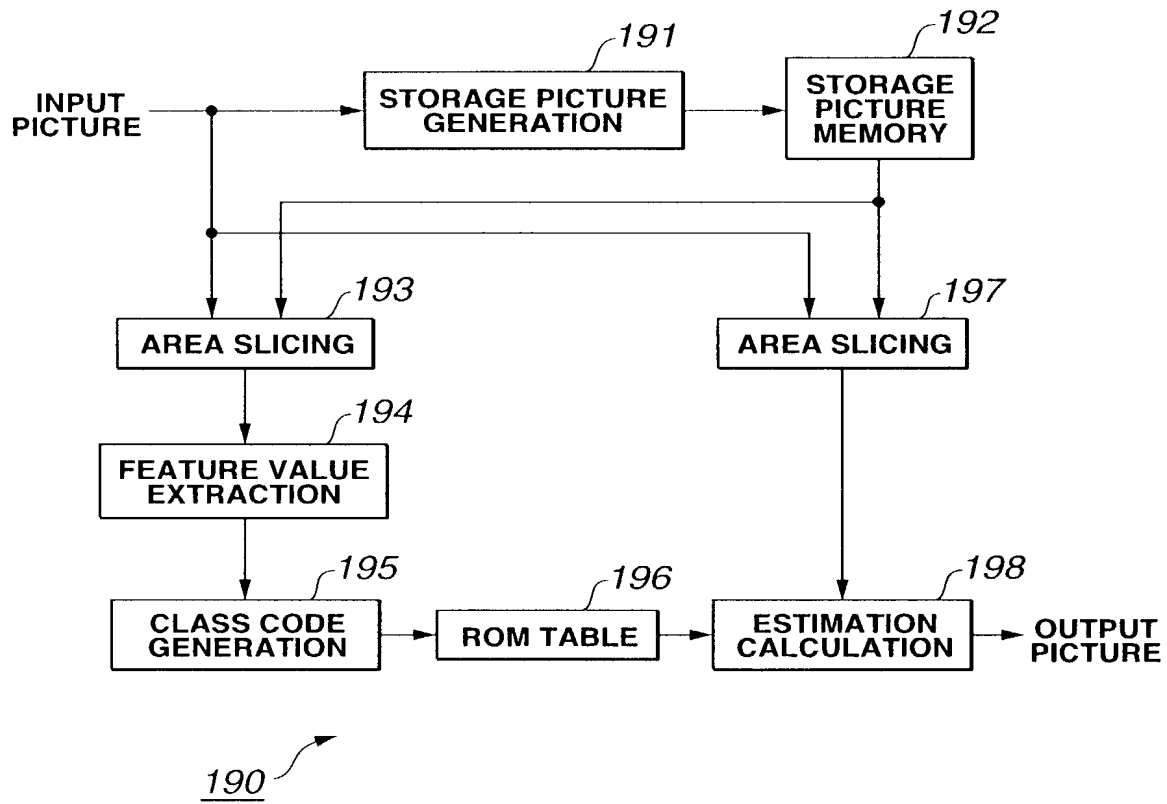 191
192
INPUT
PICTURE
STORAGE PICTURE
GENERATION
STORAGE
PICTURE
MEMORY
193
197
AREA SLICING
AREA SLICING
194
FEATURE VALUE
EXTRACTION
195
196
198
CLASS CODE
GENERATION
ROM TABLE
ESTIMATION
CALCULATION
OUTPUT
PICTURE
190